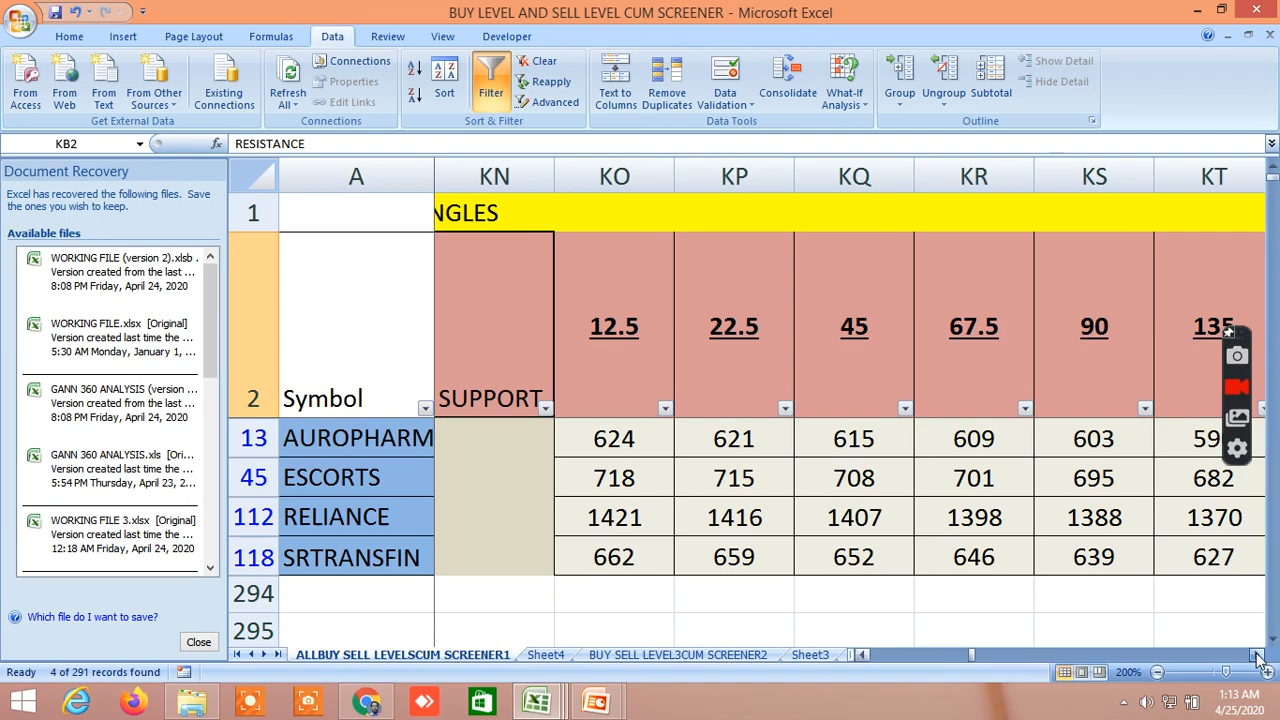 BUY LEVEL AND SELL LEVEL CUM SCREENER - Microsoft Excel
Home Insert Page Layout Formulas Data Review View Developer
From Access
From Web
From Text
From Other Sources
Existing Connections
Get External Data
Refresh All
Connections
Properties
Edit Links
Connections
Sort
Filter
Clear
Reapply
Advanced
Sort & Filter
Text to Columns
Remove Duplicates
Data Validation
Consolidate
What-If Analysis
Data Tools
Group
Ungroup
Subtotal
Show Detail
Hide Detail
Outline
KB2 fx RESISTANCE
Document Recovery
Excel has recovered the following files. Save
the ones you wish to keep.
Available files
WORKING FILE (version 2).xlsb .
Version created from the last ...
8:08 PM Friday, April 24, 2020
WORKING FILE.xlsx [Original]
Version created last time the ...
5:30 AM Monday, January 1, ...
GANN 360 ANALYSIS (version ...
Version created from the last ...
8:08 PM Friday, April 24, 2020
GANN 360 ANALYSIS.xls [Ori...
Version created last time the ...
5:54 PM Thursday, April 23, 2...
WORKING FILE 3.xlsx [Original]
Version created last time the ...
12:18 AM Friday, April 24, 2020
Which file do I want to save?
Close
A KN KO KP KQ KR KS KT
1 NGLES
2 Symbol SUPPORT 12.5 22.5 45 67.5 90 135
13 AUROPHARM 624 621 615 609 603 59
45 ESCORTS 718 715 708 701 695 682
112 RELIANCE 1421 1416 1407 1398 1388 1370
118 SRTRANSFIN 662 659 652 646 639 627
294
295
ALLBUY SELL LEVELSCUM SCREENER1 Sheet4 BUY SELL LEVEL3CUM SCREENER2 Sheet3
Ready 4 of 291 records found 200%
1:13 AM
4/25/2020